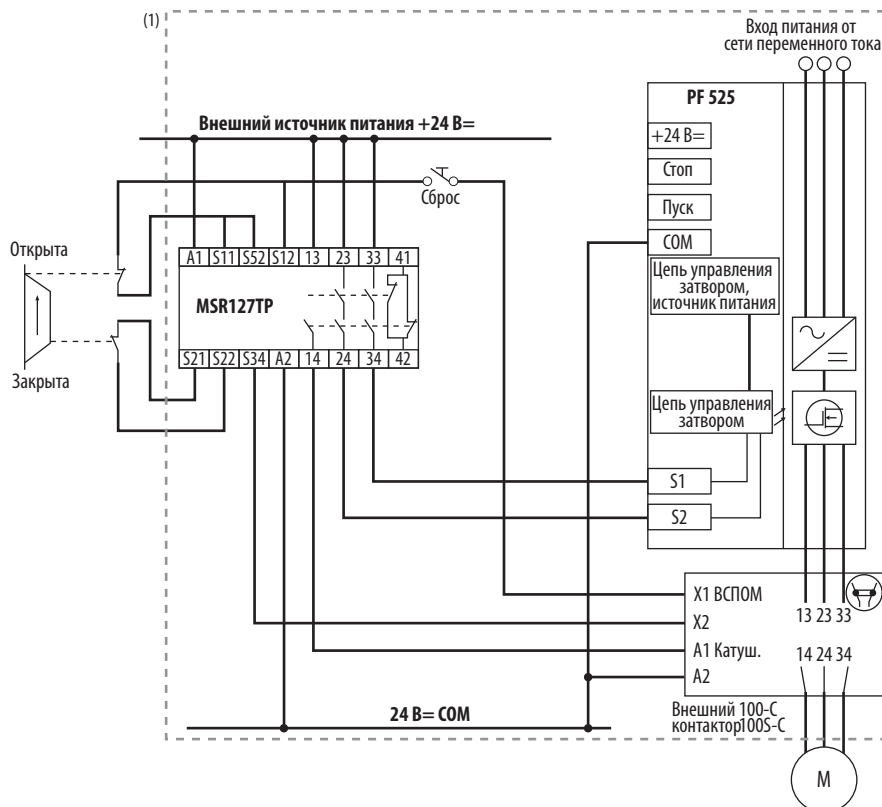 (1)
Вход питания от
сети переменного тока
PF 525
Внешний источник питания +24 В=
+24 В=
Стоп
Сброс
Пуск
Открыта
COM
A1 S11 S52 S12 13 23 33 41
Цепь управления
затвором,
источник питания
MSR127TP
S21 S22 S34 A2 14 24 34 42
Закрыта
Цепь управления
затвором
S1
S2
X1 ВСПОМ
13 23 33
X2
A1 Катуш.
14 24 34
A2
24 В= COM
Внешний 100-C
контактор100S-C
M